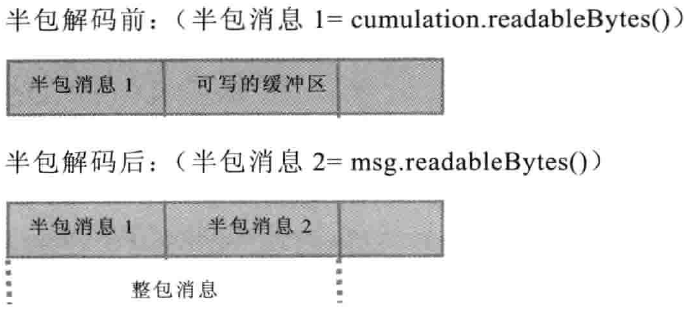 半包解码前：（半包消息 1= cumulation.readableBytes()）
半包消息 1 可写的缓冲区
半包解码后：（半包消息 2= msg.readableBytes()）
半包消息 1 半包消息 2
整包消息